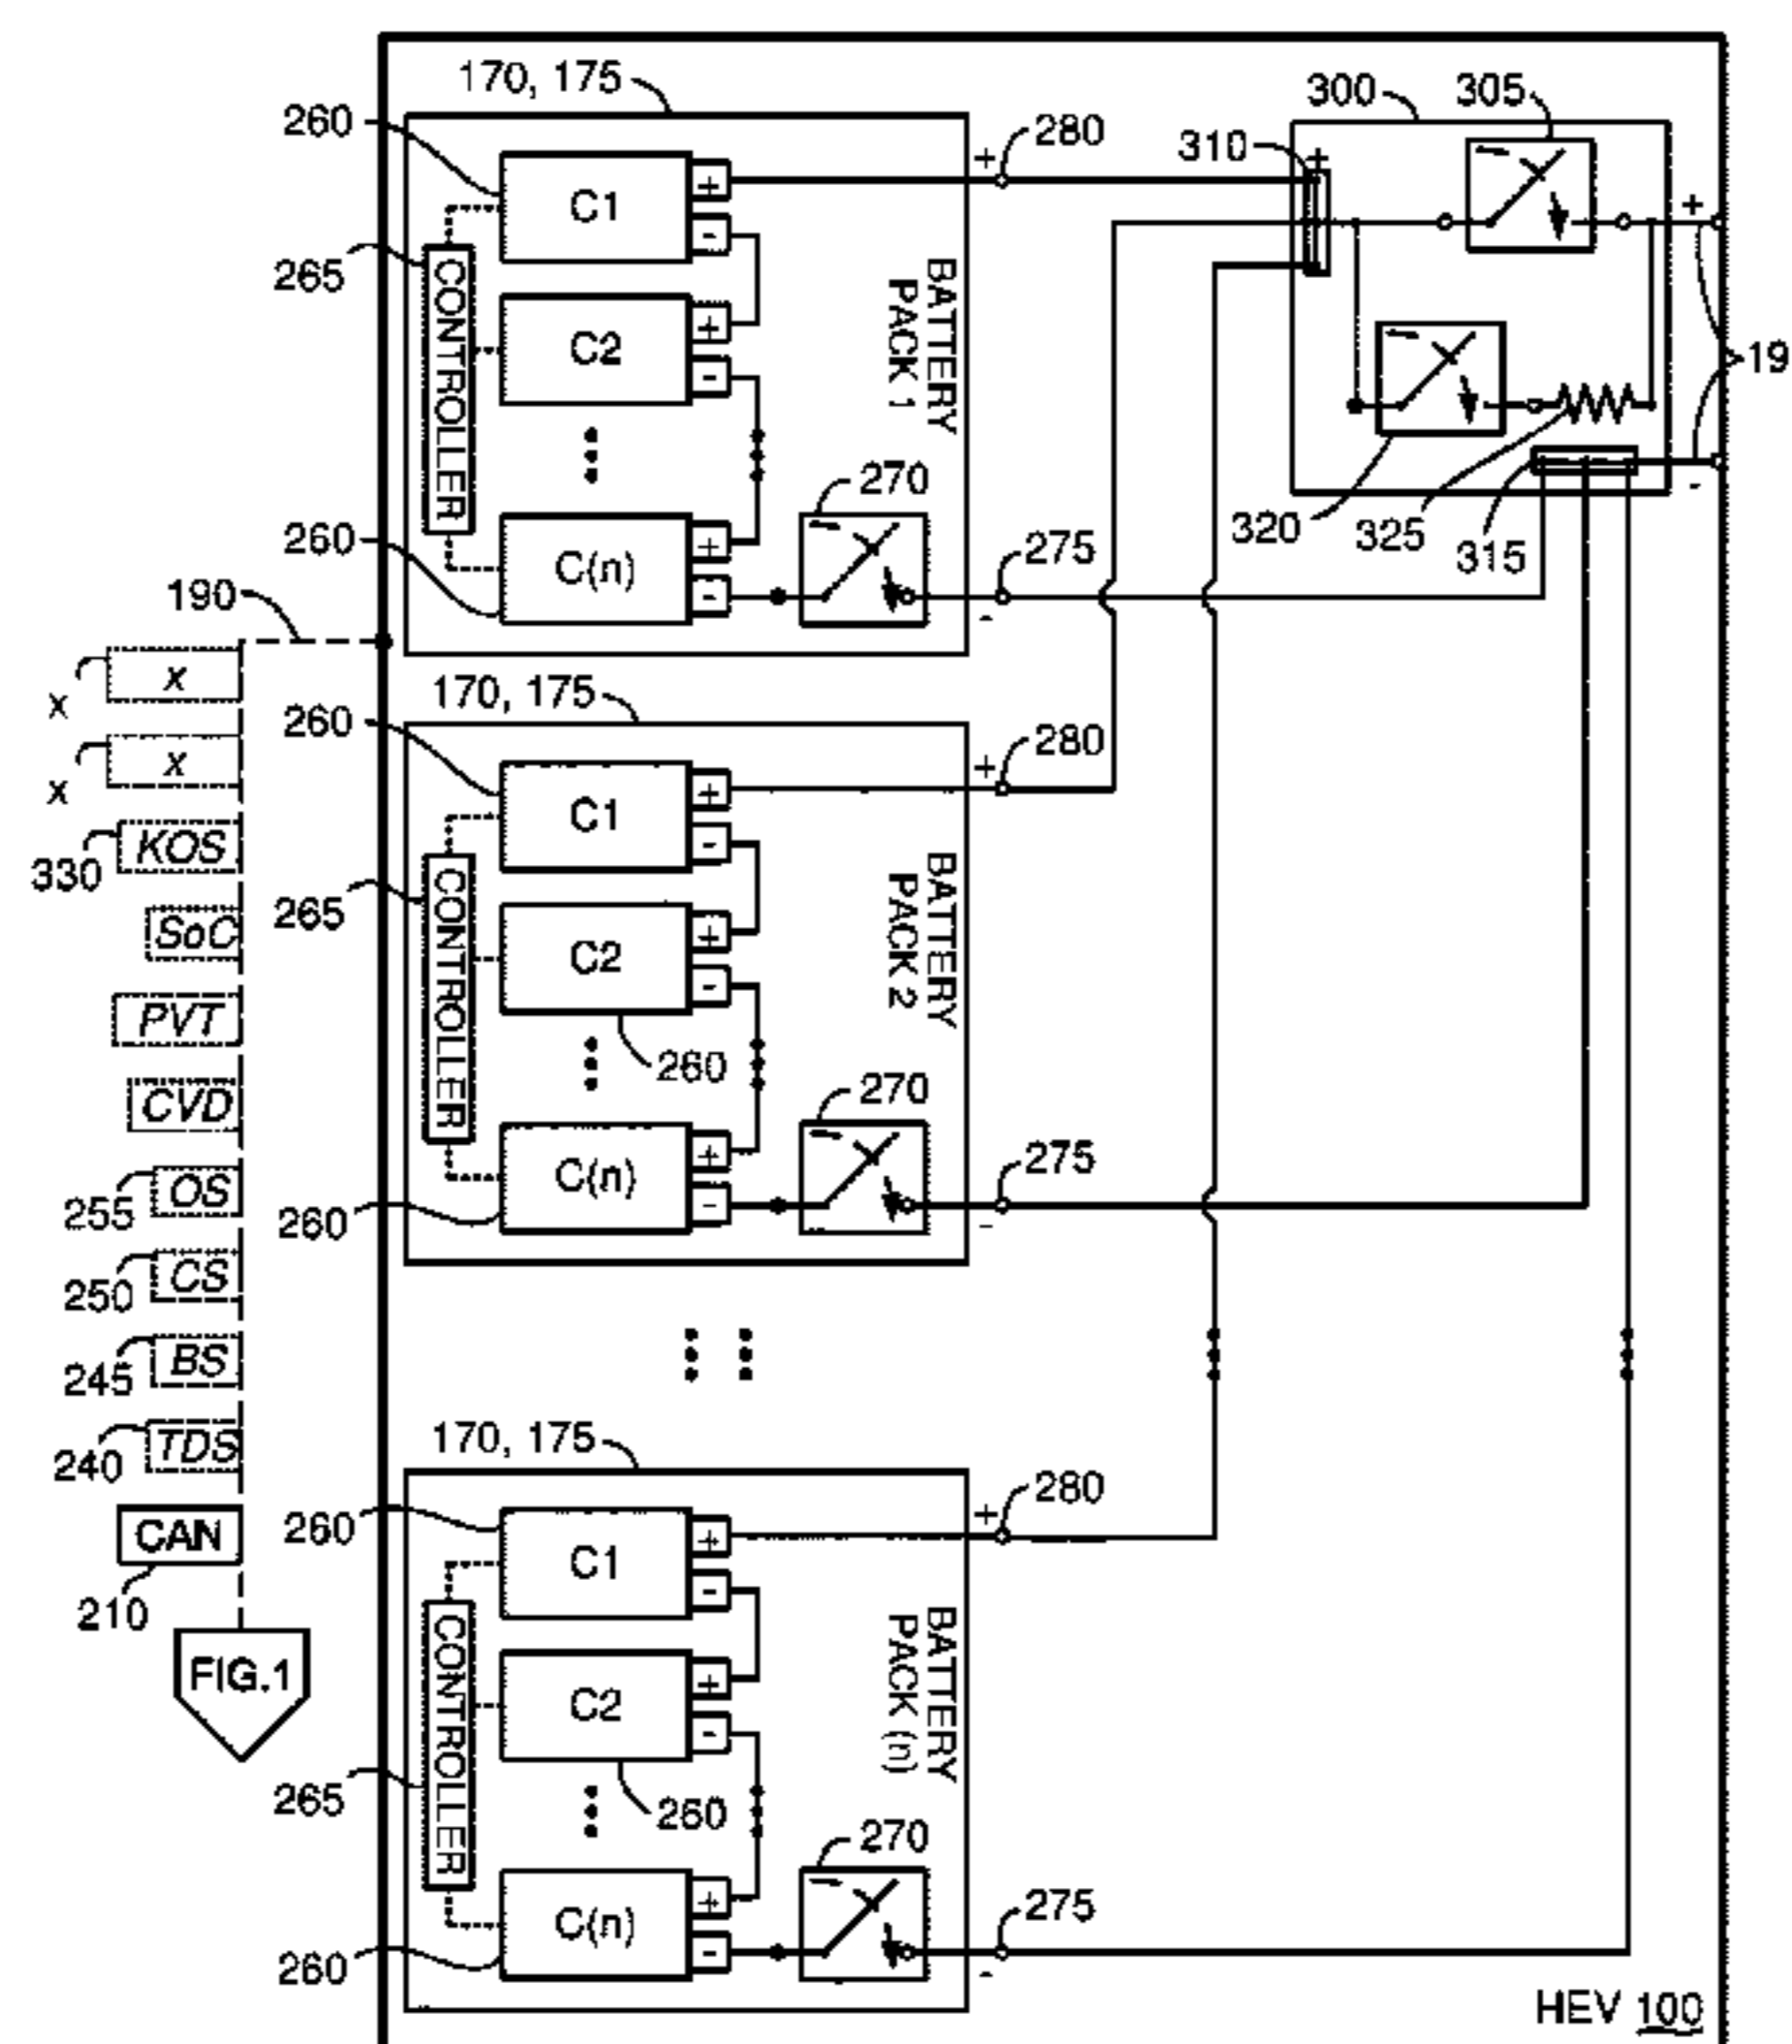 170, 175
300
305
260
280
310
+
+
+
C1
+
-
265
CONTROLLER
BATTERY
PACK 1
C2
+
-
19
270
-
320
325
315
260
C(n)
+
-
275
-
190
x
x
x
x
330
KOS
SoC
PVT
CVD
255
OS
250
CS
245
BS
240
TDS
CAN
210
FIG.1
170, 175
260
280
+
C1
+
-
265
CONTROLLER
BATTERY
PACK 2
C2
+
-
260
270
260
C(n)
+
-
275
-
170, 175
260
280
+
C1
+
-
265
CONTROLLER
BATTERY
PACK (n)
C2
+
-
260
270
260
C(n)
+
-
275
-
HEV 100